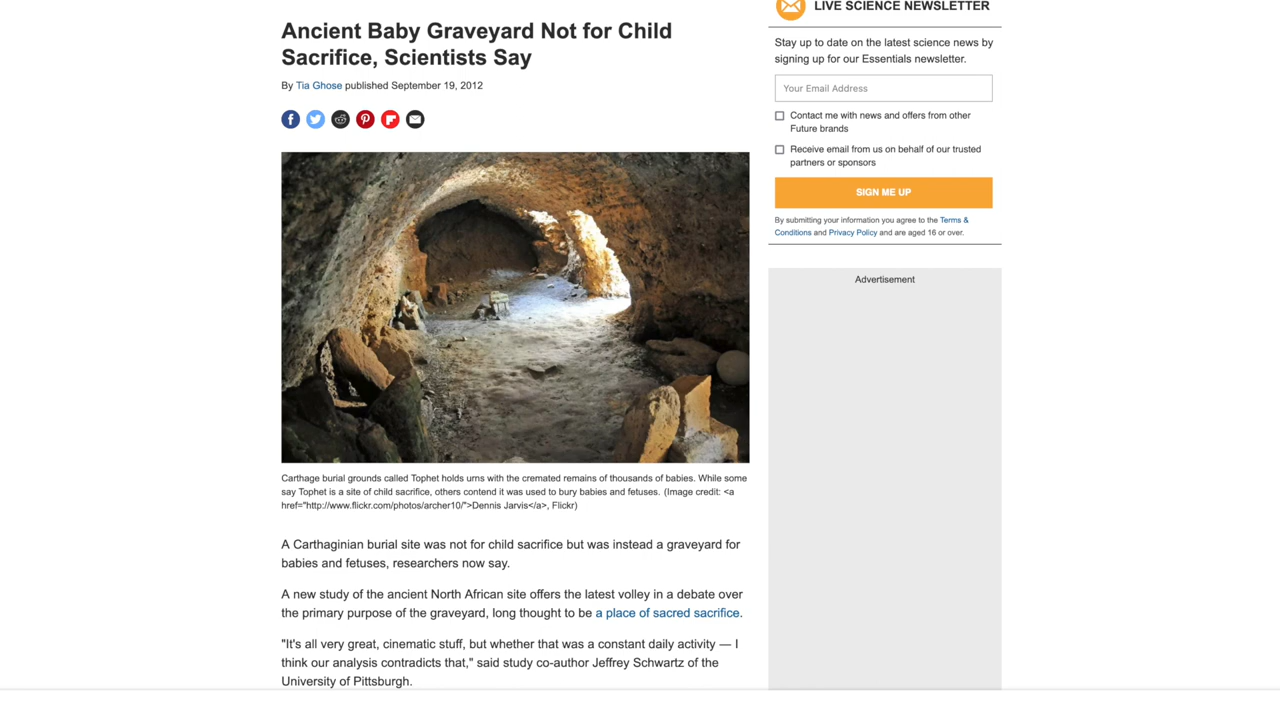 Ancient Baby Graveyard Not for Child
Sacrifice, Scientists Say
By Tia Ghose published September 19, 2012
Carthage burial grounds called Tophet holds urns with the cremated remains of thousands of babies. While some
say Tophet is a site of child sacrifice, others contend it was used to bury babies and fetuses. (Image credit: <a
href="http://www.flickr.com/photos/archer10/">Dennis Jarvis</a>, Flickr)
A Carthaginian burial site was not for child sacrifice but was instead a graveyard for
babies and fetuses, researchers now say.
A new study of the ancient North African site offers the latest volley in a debate over
the primary purpose of the graveyard, long thought to be a place of sacred sacrifice.
"It's all very great, cinematic stuff, but whether that was a constant daily activity — I
think our analysis contradicts that," said study co-author Jeffrey Schwartz of the
University of Pittsburgh.
LIVE SCIENCE NEWSLETTER
Stay up to date on the latest science news by
signing up for our Essentials newsletter.
Your Email Address
Contact me with news and offers from other
Future brands
Receive email from us on behalf of our trusted
partners or sponsors
SIGN ME UP
By submitting your information you agree to the Terms &
Conditions and Privacy Policy and are aged 16 or over.
Advertisement